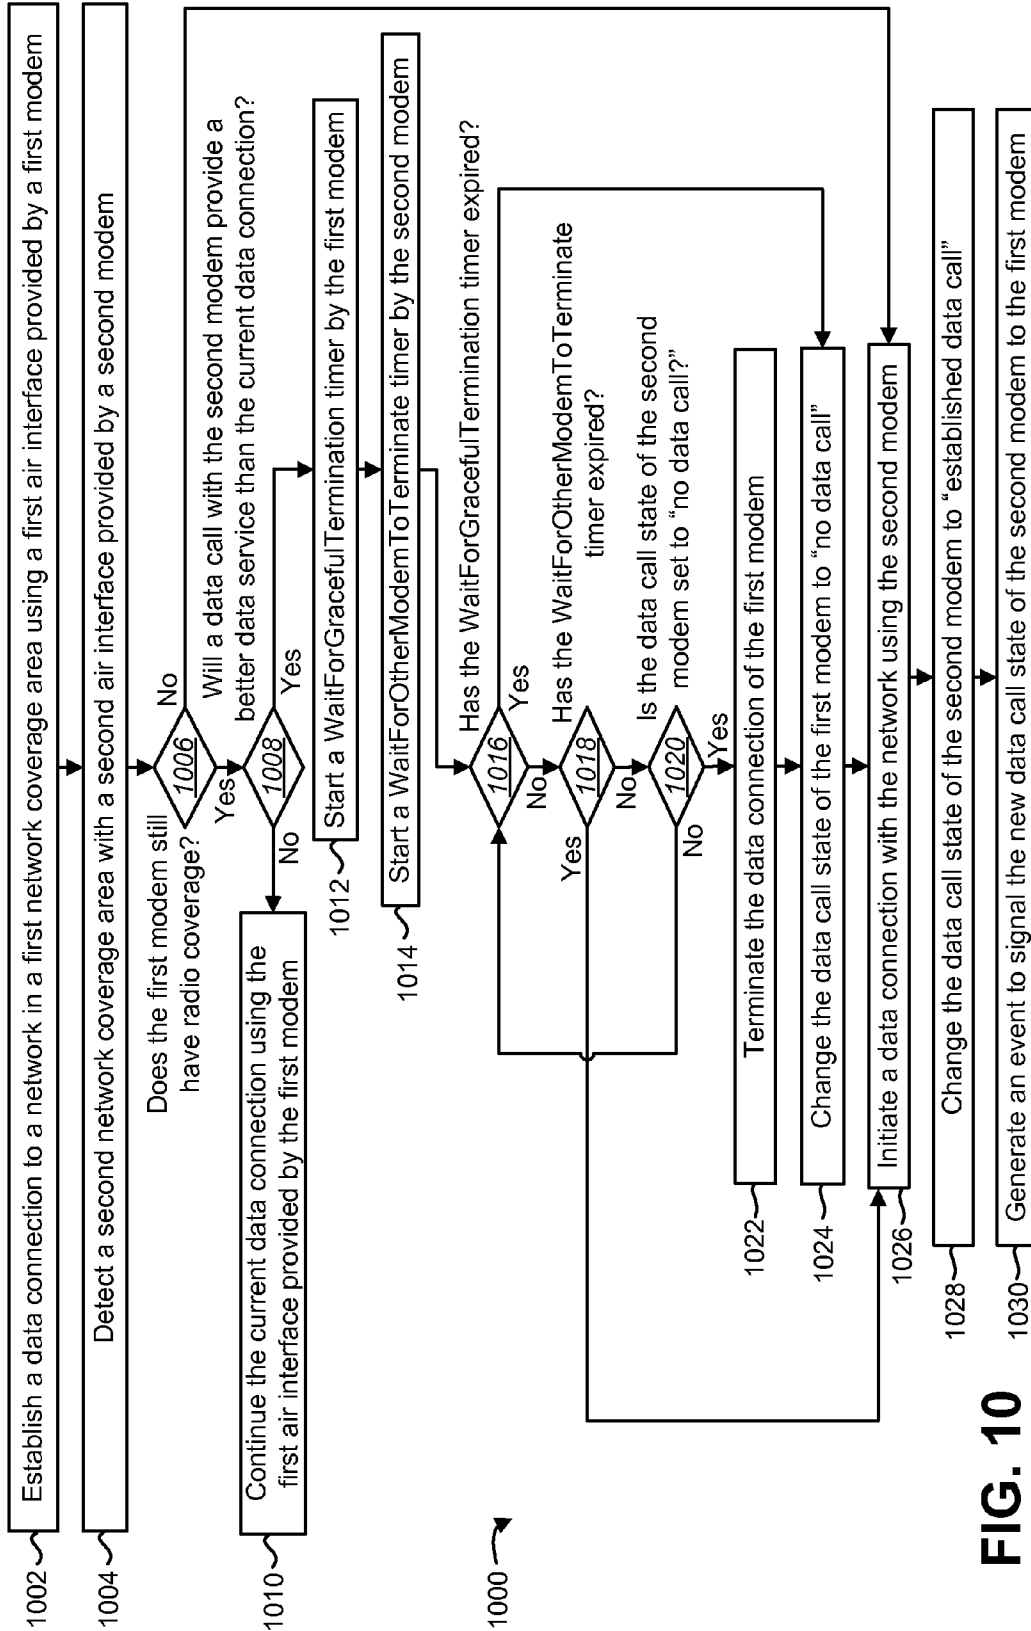 1002
Establish a data connection to a network in a first network coverage area using a first air interface provided by a first modem
1004
Detect a second network coverage area with a second air interface provided by a second modem
Does the first modem still
have radio coverage?
1006
No
Yes
Will a data call with the second modem provide a
better data service than the current data connection?
1008
No
Yes
1010
Continue the current data connection using the
first air interface provided by the first modem
1012
Start a WaitForGracefulTermination timer by the first modem
1014
Start a WaitForOtherModemToTerminate timer by the second modem
1000
Has the WaitForGracefulTermination timer expired?
1016
Yes
No
Has the WaitForOtherModemToTerminate
timer expired?
1018
Yes
No
Is the data call state of the second
modem set to “no data call?”
1020
No
Yes
1022
Terminate the data connection of the first modem
1024
Change the data call state of the first modem to “no data call”
1026
Initiate a data connection with the network using the second modem
1028
Change the data call state of the second modem to “established data call”
1030
Generate an event to signal the new data call state of the second modem to the first modem
FIG. 10